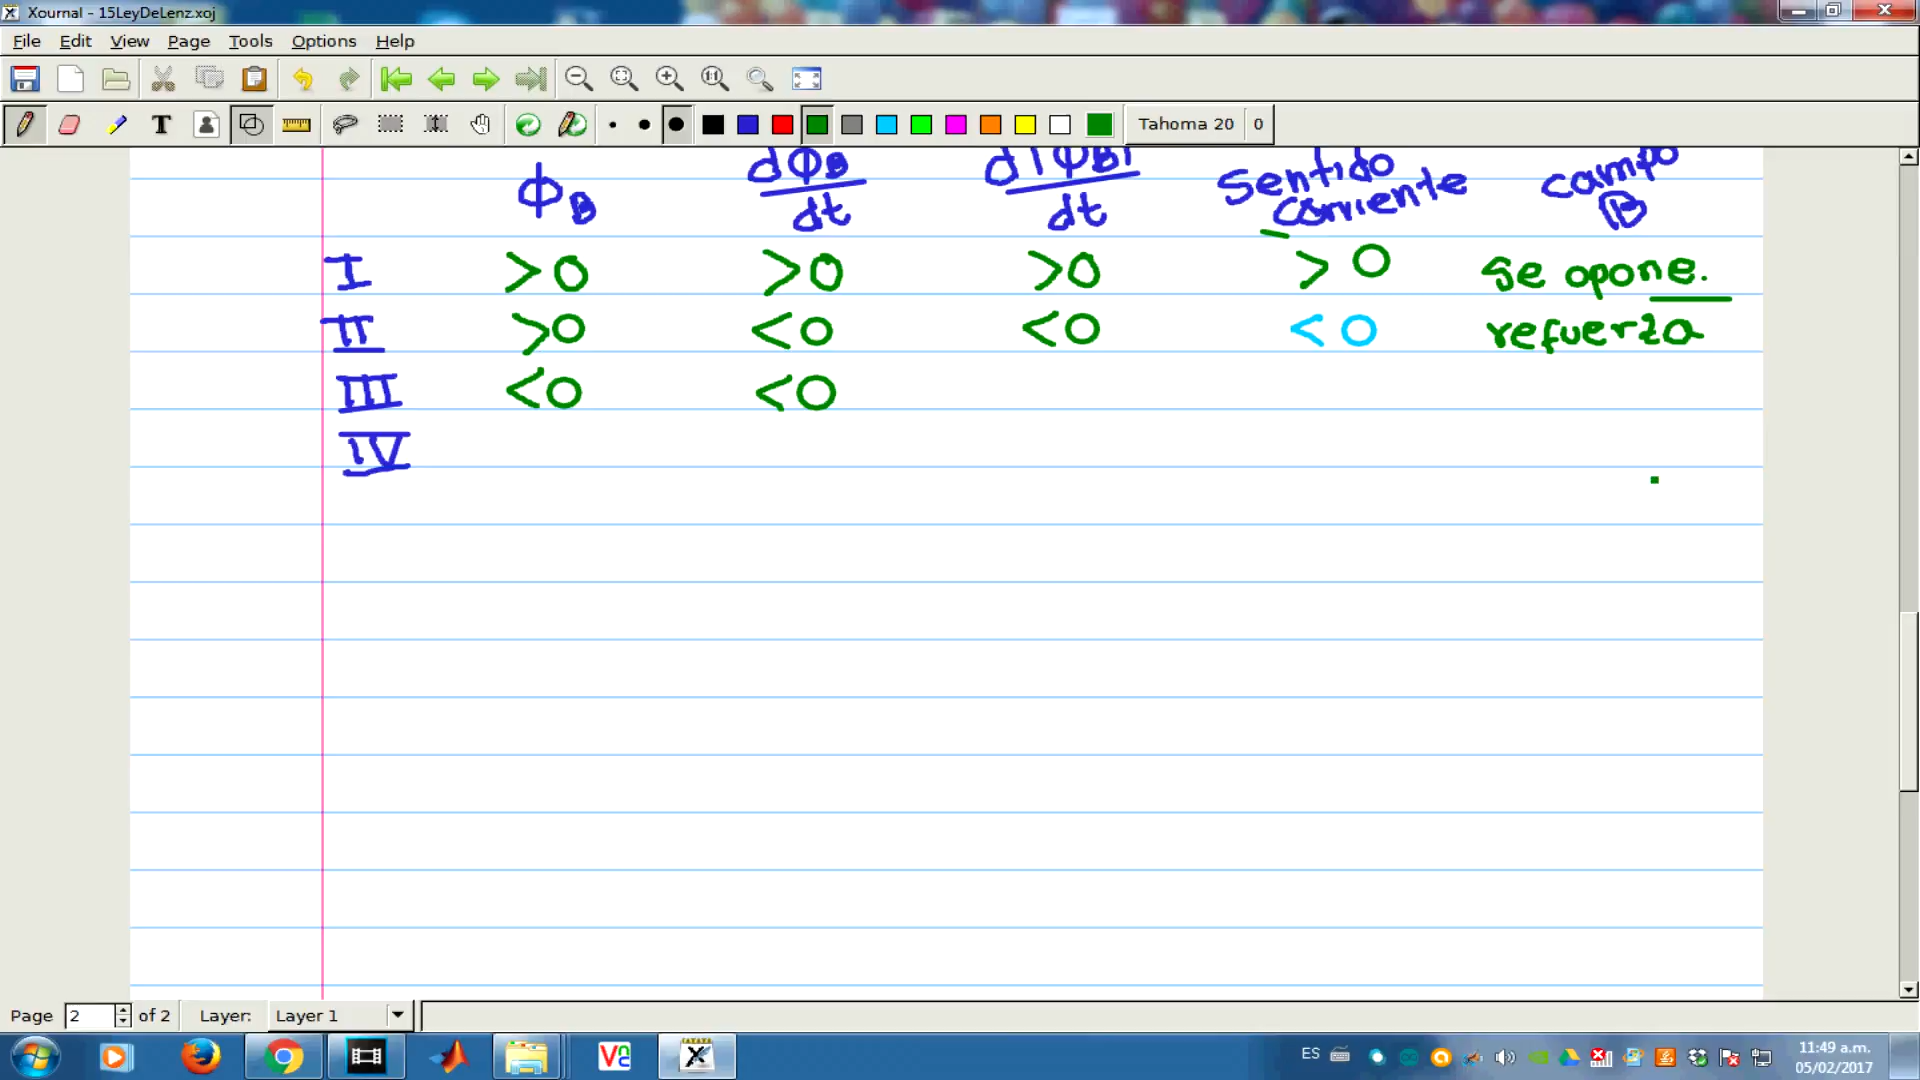 Xournal - 15LeyDeLenz.xoj
File Edit View Page Tools Options Help
T Tahoma 20 0
ΦB dΦB/dt d|ΦB|/dt Sentido corriente campo B
I >0 >0 >0 >0 se opone.
II >0 <0 <0 <0 refuerza
III <0 <0
IV
Page 2 of 2 Layer: Layer 1
ES 11:49 a.m.
05/02/2017